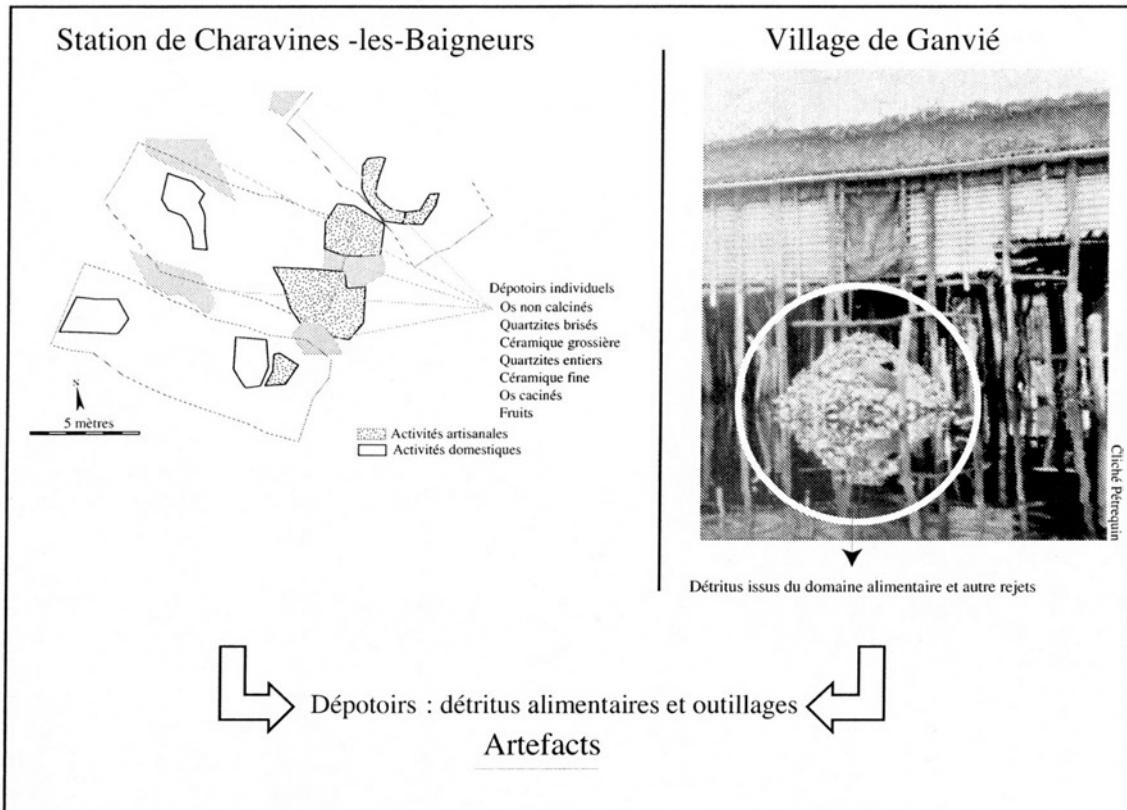 Station de Charavines -les-Baigneurs
Village de Ganvié
Dépotoirs individuels
Os non calcinés
Quartzites brisés
Céramique grossière
Quartzites entiers
Céramique fine
Os cacinés
Fruits
N
5 mètres
Activités artisanales
Activités domestiques
Cliché Pétrequin
Détritus issus du domaine alimentaire et autre rejets
Dépotoirs : détritus alimentaires et outillages
Artefacts